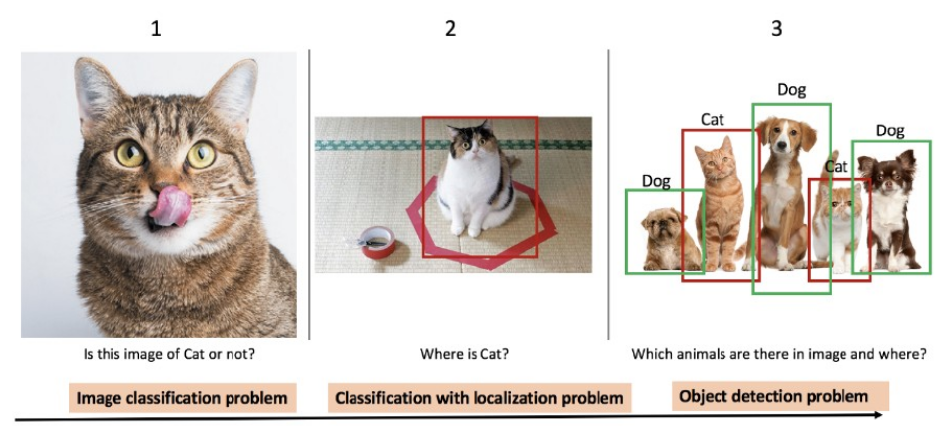 1
2
3
Dog
Cat
Dog
Dog
Cat
Is this image of Cat or not?
Where is Cat?
Which animals are there in image and where?
Image classification problem
Classification with localization problem
Object detection problem